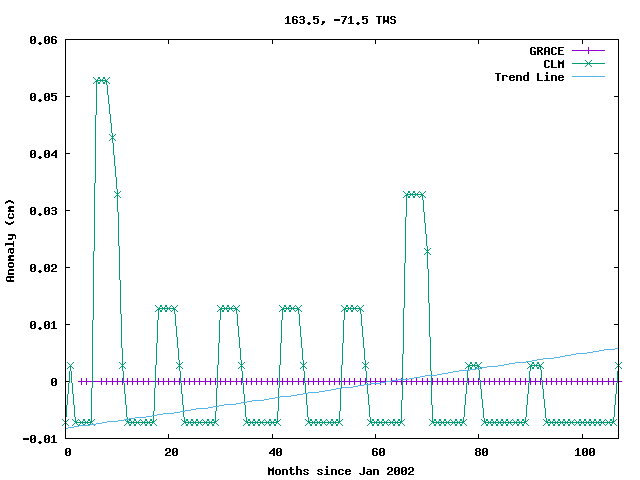 163.5, -71.5 TWS
0.06
0.05
0.04
0.03
0.02
0.01
0
-0.01
Anomaly (cm)
GRACE
CLM
Trend Line
0 20 40 60 80 100
Months since Jan 2002